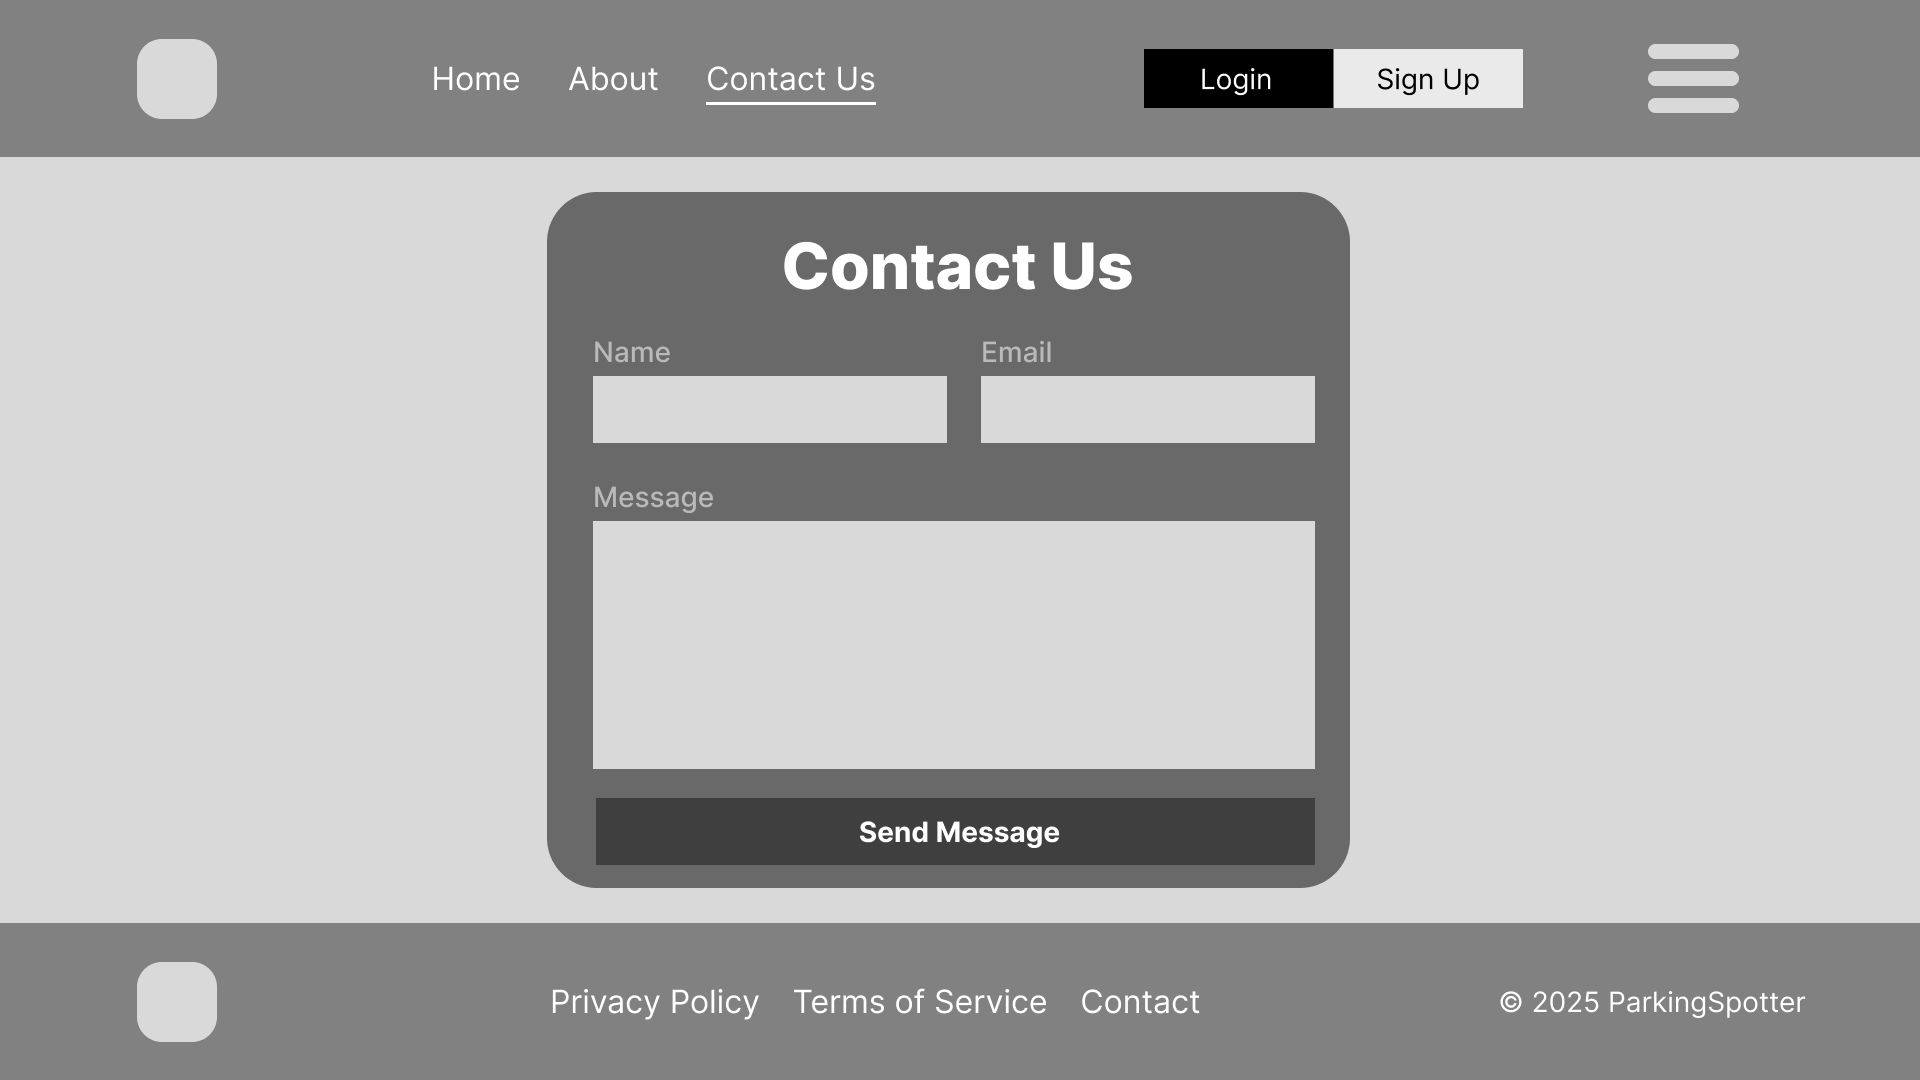 Home About Contact Us Login Sign Up
Contact Us
Name Email
Message
Send Message
Privacy Policy Terms of Service Contact © 2025 ParkingSpotter